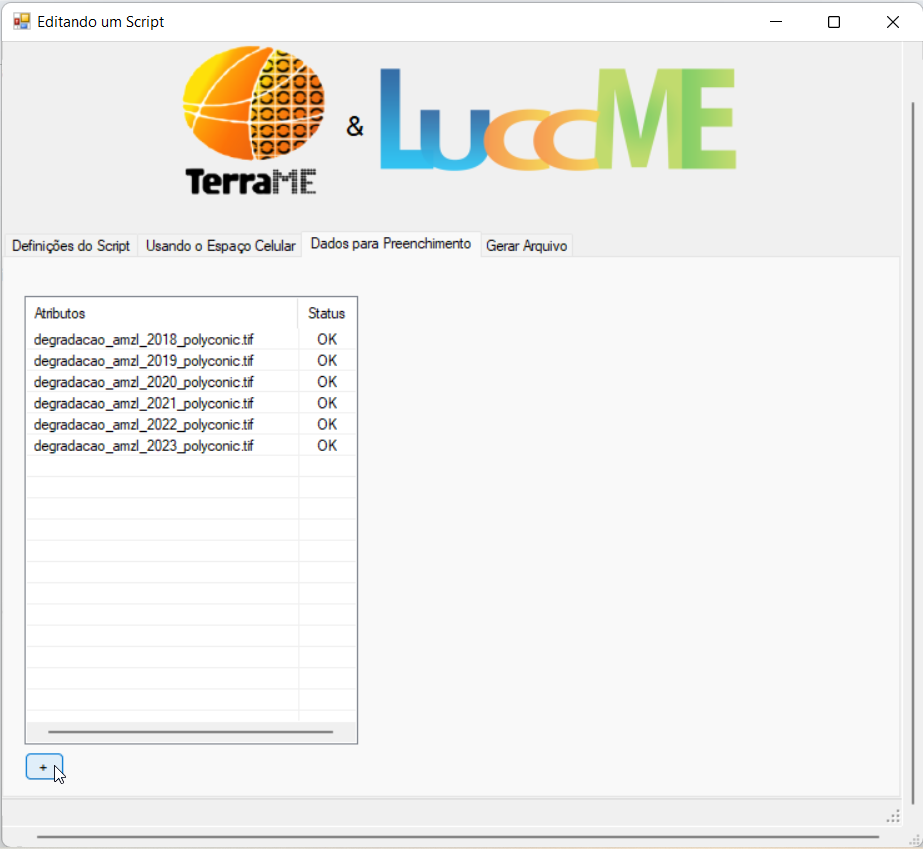 Editando um Script
TerraME & LuccME
Definições do Script Usando o Espaço Celular Dados para Preenchimento Gerar Arquivo
Atributos Status
degradacao_amzl_2018_polyconic.tif OK
degradacao_amzl_2019_polyconic.tif OK
degradacao_amzl_2020_polyconic.tif OK
degradacao_amzl_2021_polyconic.tif OK
degradacao_amzl_2022_polyconic.tif OK
degradacao_amzl_2023_polyconic.tif OK
+